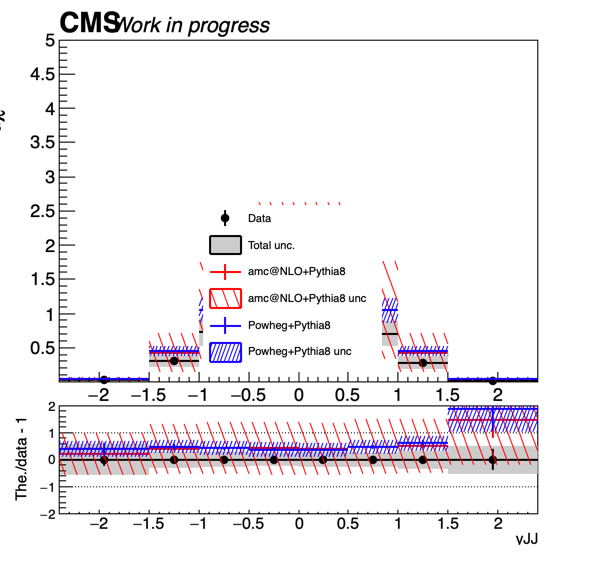 CMS Work in progress
5
4.5
4
3.5
3
2.5
2
1.5
1
0.5
Data
Total unc.
amc@NLO+Pythia8
amc@NLO+Pythia8 unc
Powheg+Pythia8
Powheg+Pythia8 unc
−2 −1.5 −1 −0.5 0 0.5 1 1.5 2
The./data - 1
2
1
0
−1
−2
−2 −1.5 −1 −0.5 0 0.5 1 1.5 2
yJJ